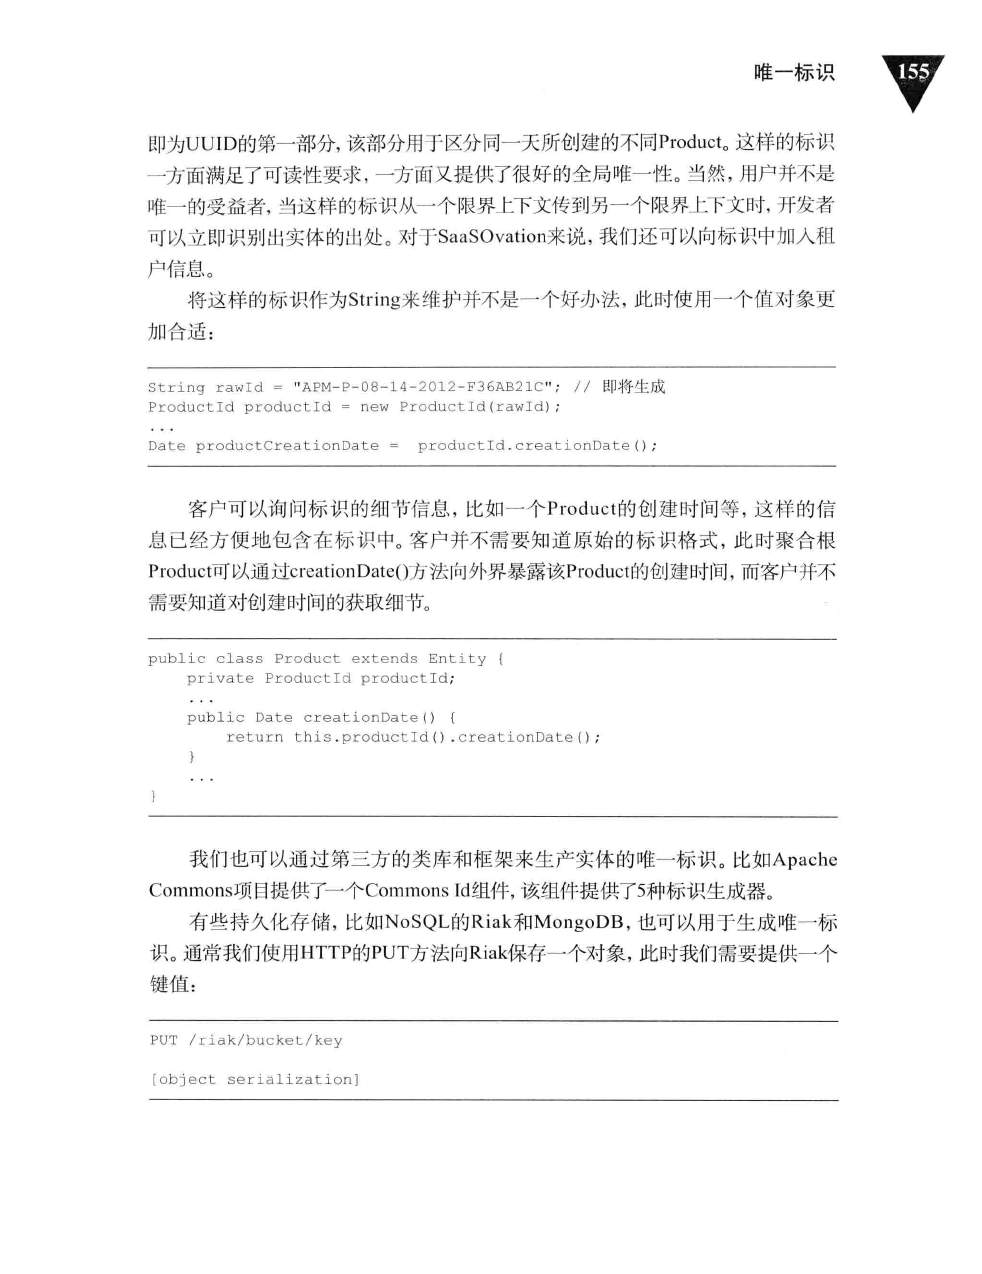 唯一标识
155
即为UUID的第一部分，该部分用于区分同一天所创建的不同Product。这样的标识
一方面满足了可读性要求，一方面又提供了很好的全局唯一性。当然，用户并不是
唯一的受益者，当这样的标识从一个限界上下文传到另一个限界上下文时，开发者
可以立即识别出实体的出处。对于SaaSOvation来说，我们还可以向标识中加入租
户信息。
将这样的标识作为String来维护并不是一个好办法，此时使用一个值对象更
加合适：
String rawId = "APM-P-08-14-2012-F36AB21C"; // 即将生成
ProductId productId = new ProductId(rawId);
...
Date productCreationDate =  productId.creationDate();
客户可以询问标识的细节信息，比如一个Product的创建时间等，这样的信
息已经方便地包含在标识中。客户并不需要知道原始的标识格式，此时聚合根
Product可以通过creationDate()方法向外界暴露该Product的创建时间，而客户并不
需要知道对创建时间的获取细节。
public class Product extends Entity {
    private ProductId productId;
    ...
    public Date creationDate() {
        return this.productId().creationDate();
    }
    ...
}
我们也可以通过第三方的类库和框架来生产实体的唯一标识。比如Apache
Commons项目提供了一个Commons Id组件，该组件提供了5种标识生成器。
有些持久化存储，比如NoSQL的Riak和MongoDB，也可以用于生成唯一标
识。通常我们使用HTTP的PUT方法向Riak保存一个对象，此时我们需要提供一个
键值：
PUT /riak/bucket/key
[object serialization]